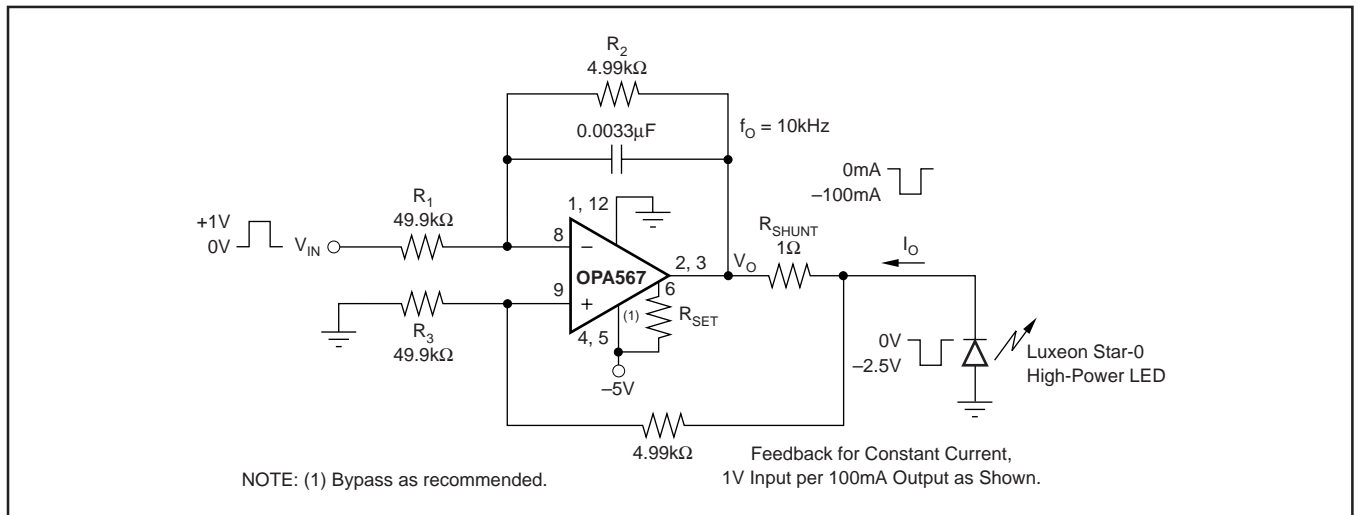 R2
4.99kΩ
0.0033µF
fO = 10kHz
0mA
–100mA
R1
49.9kΩ
1, 12
RSHUNT
1Ω
+1V
0V
VIN
8
–
2, 3
VO
IO
OPA567
9
+
6
(1)
RSET
R3
49.9kΩ
4, 5
–5V
0V
–2.5V
Luxeon Star-0
High-Power LED
4.99kΩ
Feedback for Constant Current,
1V Input per 100mA Output as Shown.
NOTE: (1) Bypass as recommended.